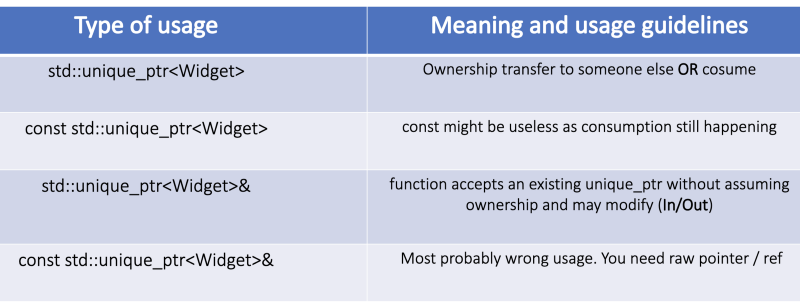 Type of usage
Meaning and usage guidelines
std::unique_ptr<Widget>
Ownership transfer to someone else OR cosume
const std::unique_ptr<Widget>
const might be useless as consumption still happening
std::unique_ptr<Widget>&
function accepts an existing unique_ptr without assuming
ownership and may modify (In/Out)
const std::unique_ptr<Widget>&
Most probably wrong usage. You need raw pointer / ref